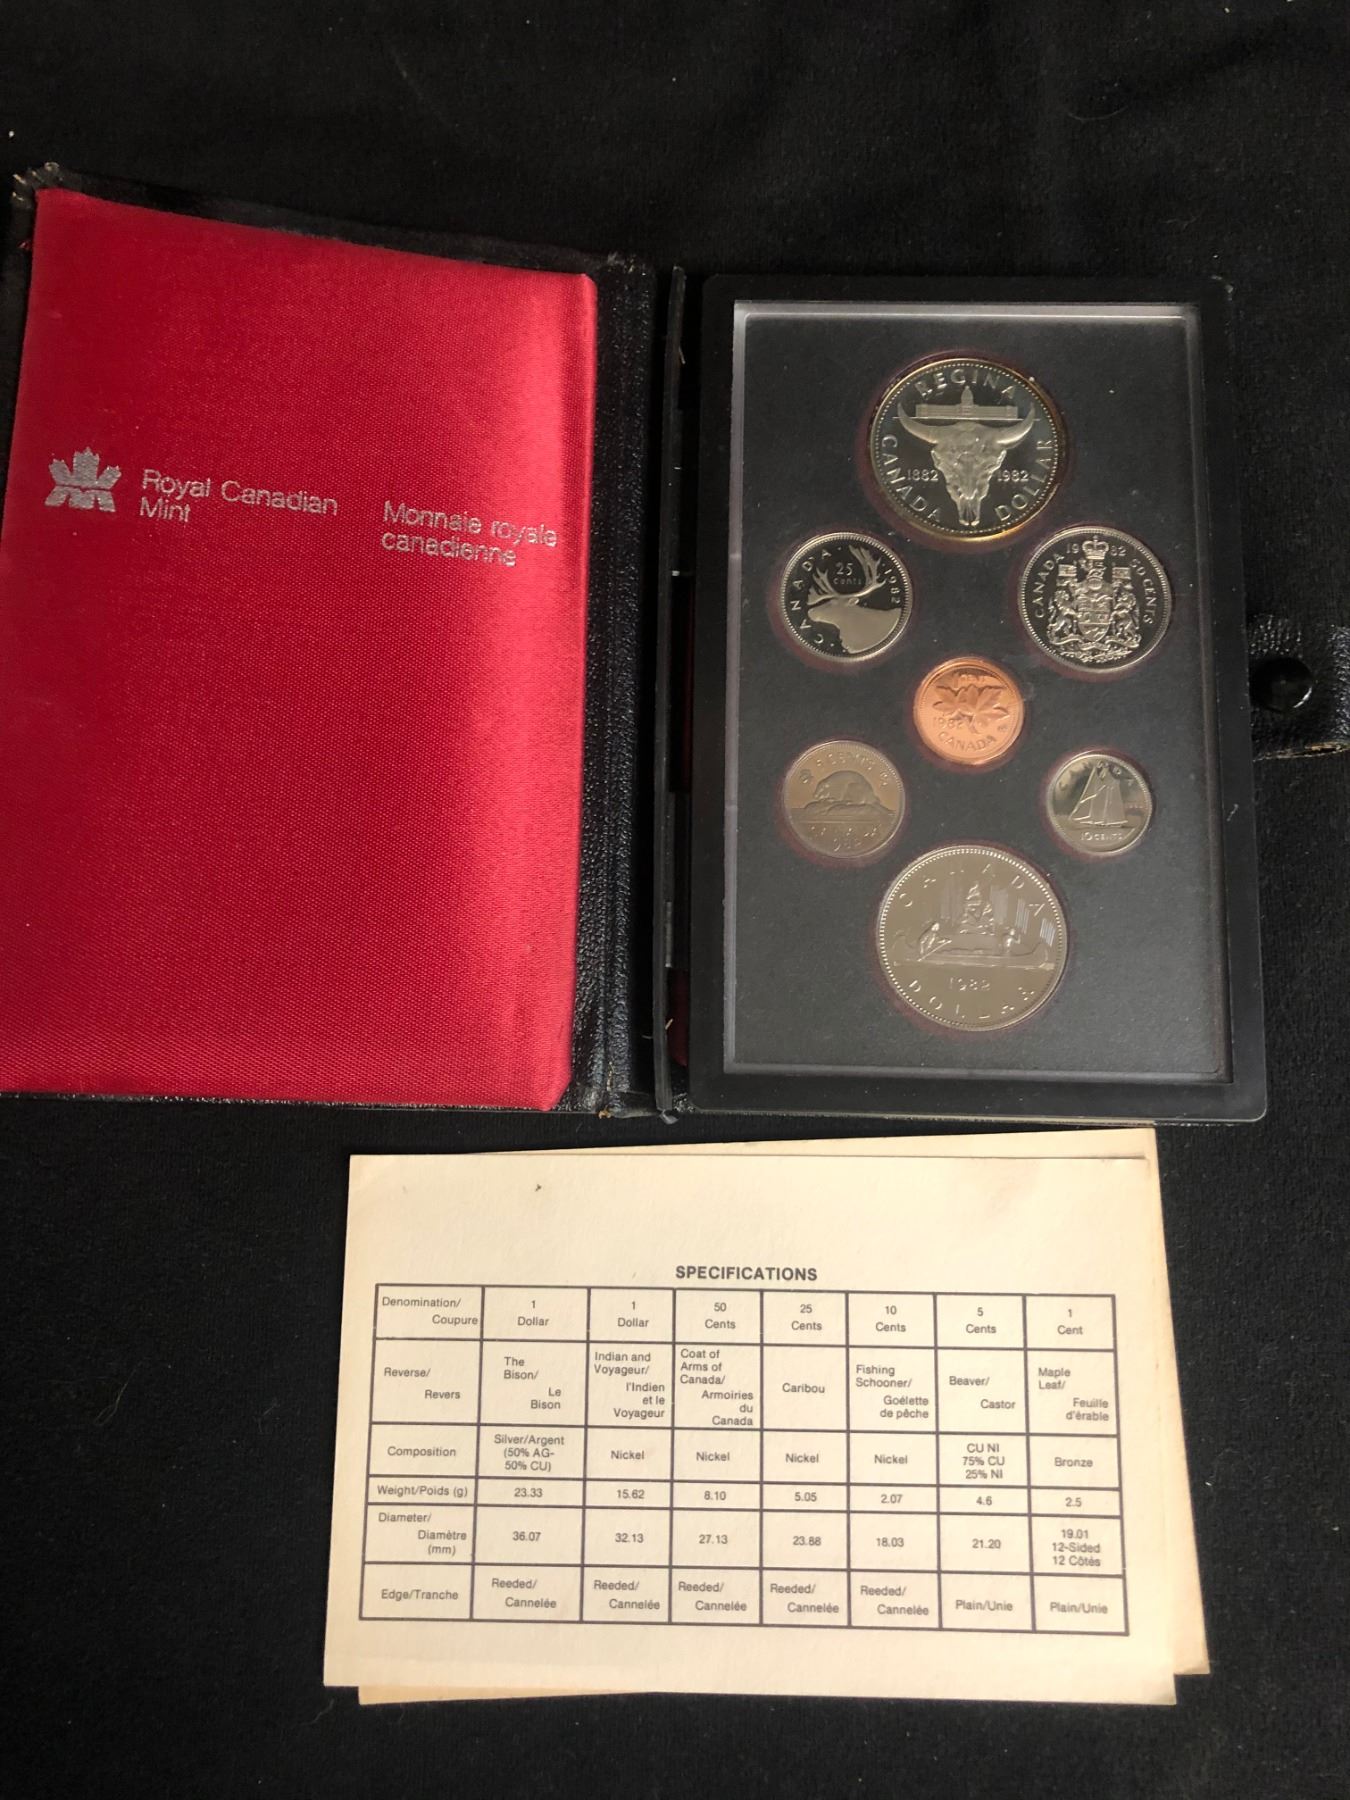 Royal Canadian
Mint
Monnaie royale
canadienne
REGINA
CANADA 1882 1982 DOLLAR
CANADA 25 cents 1982
CANADA 1982 50 CENTS
1982
CANADA
5 CENTS
CANADA
1982
CANADA
10 CENTS
CANADA
1982
DOLLAR
SPECIFICATIONS
Denomination/ Coupure 1 Dollar 1 Dollar 50 Cents 25 Cents 10 Cents 5 Cents 1 Cent
Reverse/ Revers The Bison/ Le Bison Indian and Voyageur/ l'Indien et le Voyageur Coat of Arms of Canada/ Armoiries du Canada Caribou Fishing Schooner/ Goélette de pêche Beaver/ Castor Maple Leaf/ Feuille d'érable
Composition Silver/Argent (50% AG- 50% CU) Nickel Nickel Nickel Nickel CU NI 75% CU 25% NI Bronze
Weight/Poids (g) 23.33 15.62 8.10 5.05 2.07 4.6 2.5
Diameter/ Diamètre (mm) 36.07 32.13 27.13 23.88 18.03 21.20 19.01 12-Sided 12 Côtés
Edge/Tranche Reeded/ Cannelée Reeded/ Cannelée Reeded/ Cannelée Reeded/ Cannelée Reeded/ Cannelée Plain/Unie Plain/Unie